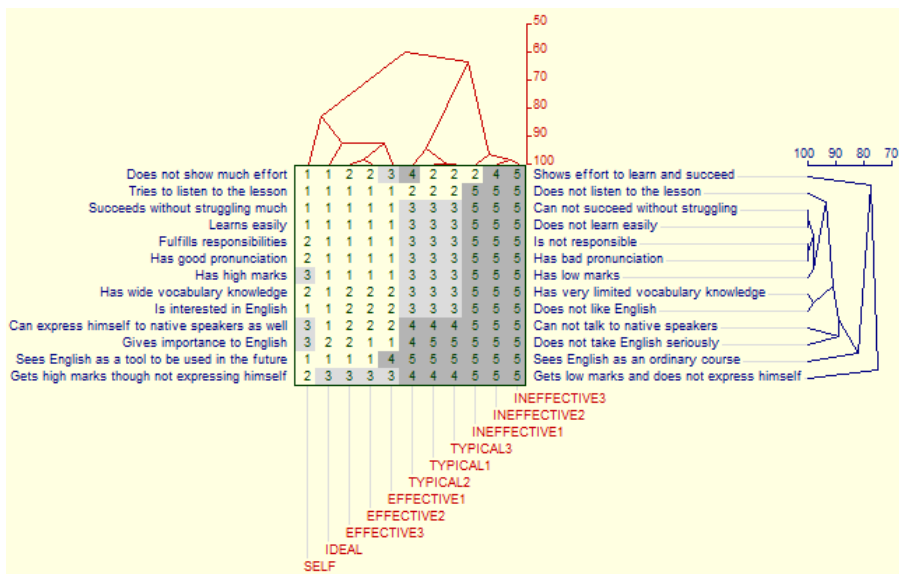 50
60
70
80
90
100
100 90 80 70
Does not show much effort 1 1 2 2 3 4 2 2 2 4 5 Shows effort to learn and succeed
Tries to listen to the lesson 1 1 1 1 1 2 2 2 5 5 5 Does not listen to the lesson
Succeeds without struggling much 1 1 1 1 1 3 3 3 5 5 5 Can not succeed without struggling
Learns easily 1 1 1 1 1 3 3 3 5 5 5 Does not learn easily
Fulfills responsibilities 2 1 1 1 1 3 3 3 5 5 5 Is not responsible
Has good pronunciation 2 1 1 1 1 3 3 3 5 5 5 Has bad pronunciation
Has high marks 3 1 1 1 1 3 3 3 5 5 5 Has low marks
Has wide vocabulary knowledge 2 1 2 2 2 3 3 3 5 5 5 Has very limited vocabulary knowledge
Is interested in English 1 1 2 2 2 3 3 3 5 5 5 Does not like English
Can express himself to native speakers as well 3 1 2 2 2 4 4 4 5 5 5 Can not talk to native speakers
Gives importance to English 3 2 2 1 1 4 5 5 5 5 5 Does not take English seriously
Sees English as a tool to be used in the future 1 1 1 1 4 5 5 5 5 5 5 Sees English as an ordinary course
Gets high marks though not expressing himself 2 3 3 3 3 4 4 4 5 5 5 Gets low marks and does not express himself
INEFFECTIVE3
INEFFECTIVE2
INEFFECTIVE1
TYPICAL3
TYPICAL1
TYPICAL2
EFFECTIVE1
EFFECTIVE2
EFFECTIVE3
IDEAL
SELF